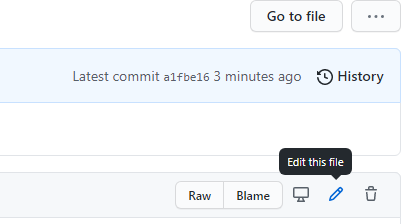 Go to file
Latest commit a1fbe16 3 minutes ago History
Edit this file
Raw Blame